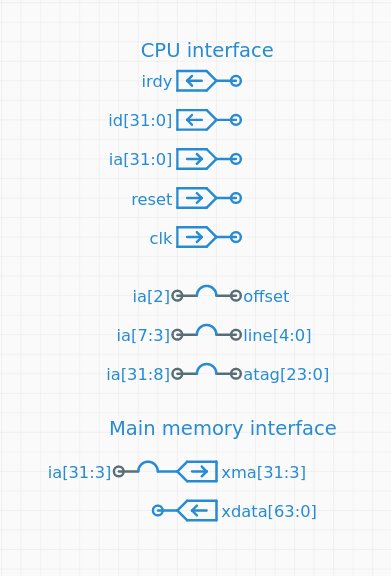 CPU interface
irdy
id[31:0]
ia[31:0]
reset
clk
ia[2] offset
ia[7:3] line[4:0]
ia[31:8] atag[23:0]
Main memory interface
ia[31:3] xma[31:3]
xdata[63:0]